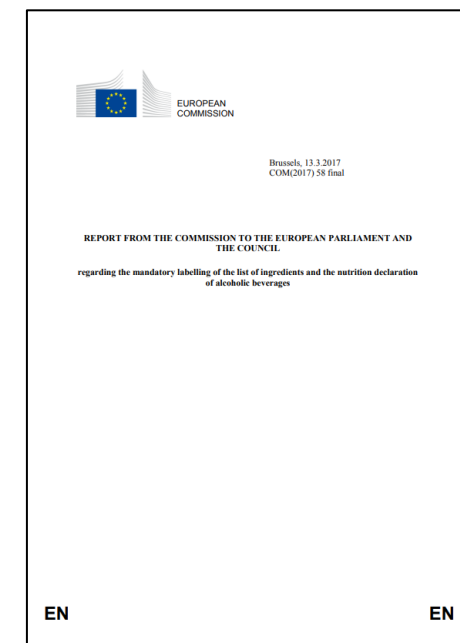 EUROPEAN
COMMISSION
Brussels, 13.3.2017
COM(2017) 58 final
REPORT FROM THE COMMISSION TO THE EUROPEAN PARLIAMENT AND
THE COUNCIL
regarding the mandatory labelling of the list of ingredients and the nutrition declaration
of alcoholic beverages
EN
EN